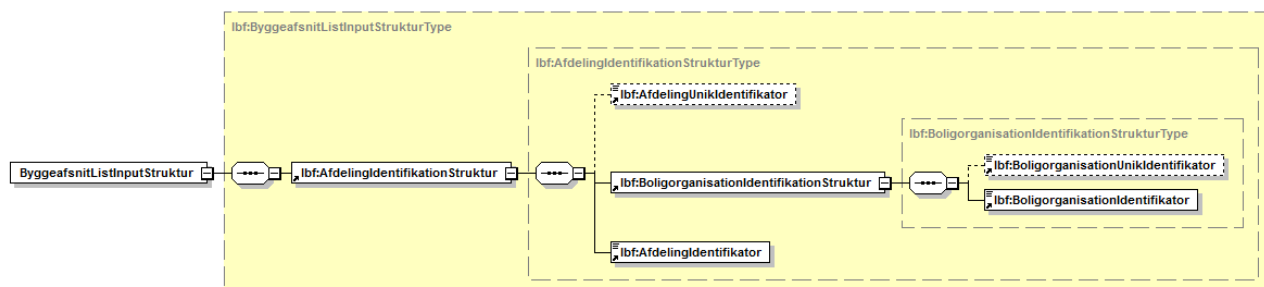 lbf:ByggeafsnitListInputStrukturType
lbf:AfdelingIdentifikationStrukturType
lbf:AfdelingUnikIdentifikator
lbf:BoligorganisationIdentifikationStrukturType
lbf:BoligorganisationUnikIdentifikator
ByggeafsnitListInputStruktur
lbf:AfdelingIdentifikationStruktur
lbf:BoligorganisationIdentifikationStruktur
lbf:BoligorganisationIdentifikator
lbf:AfdelingIdentifikator